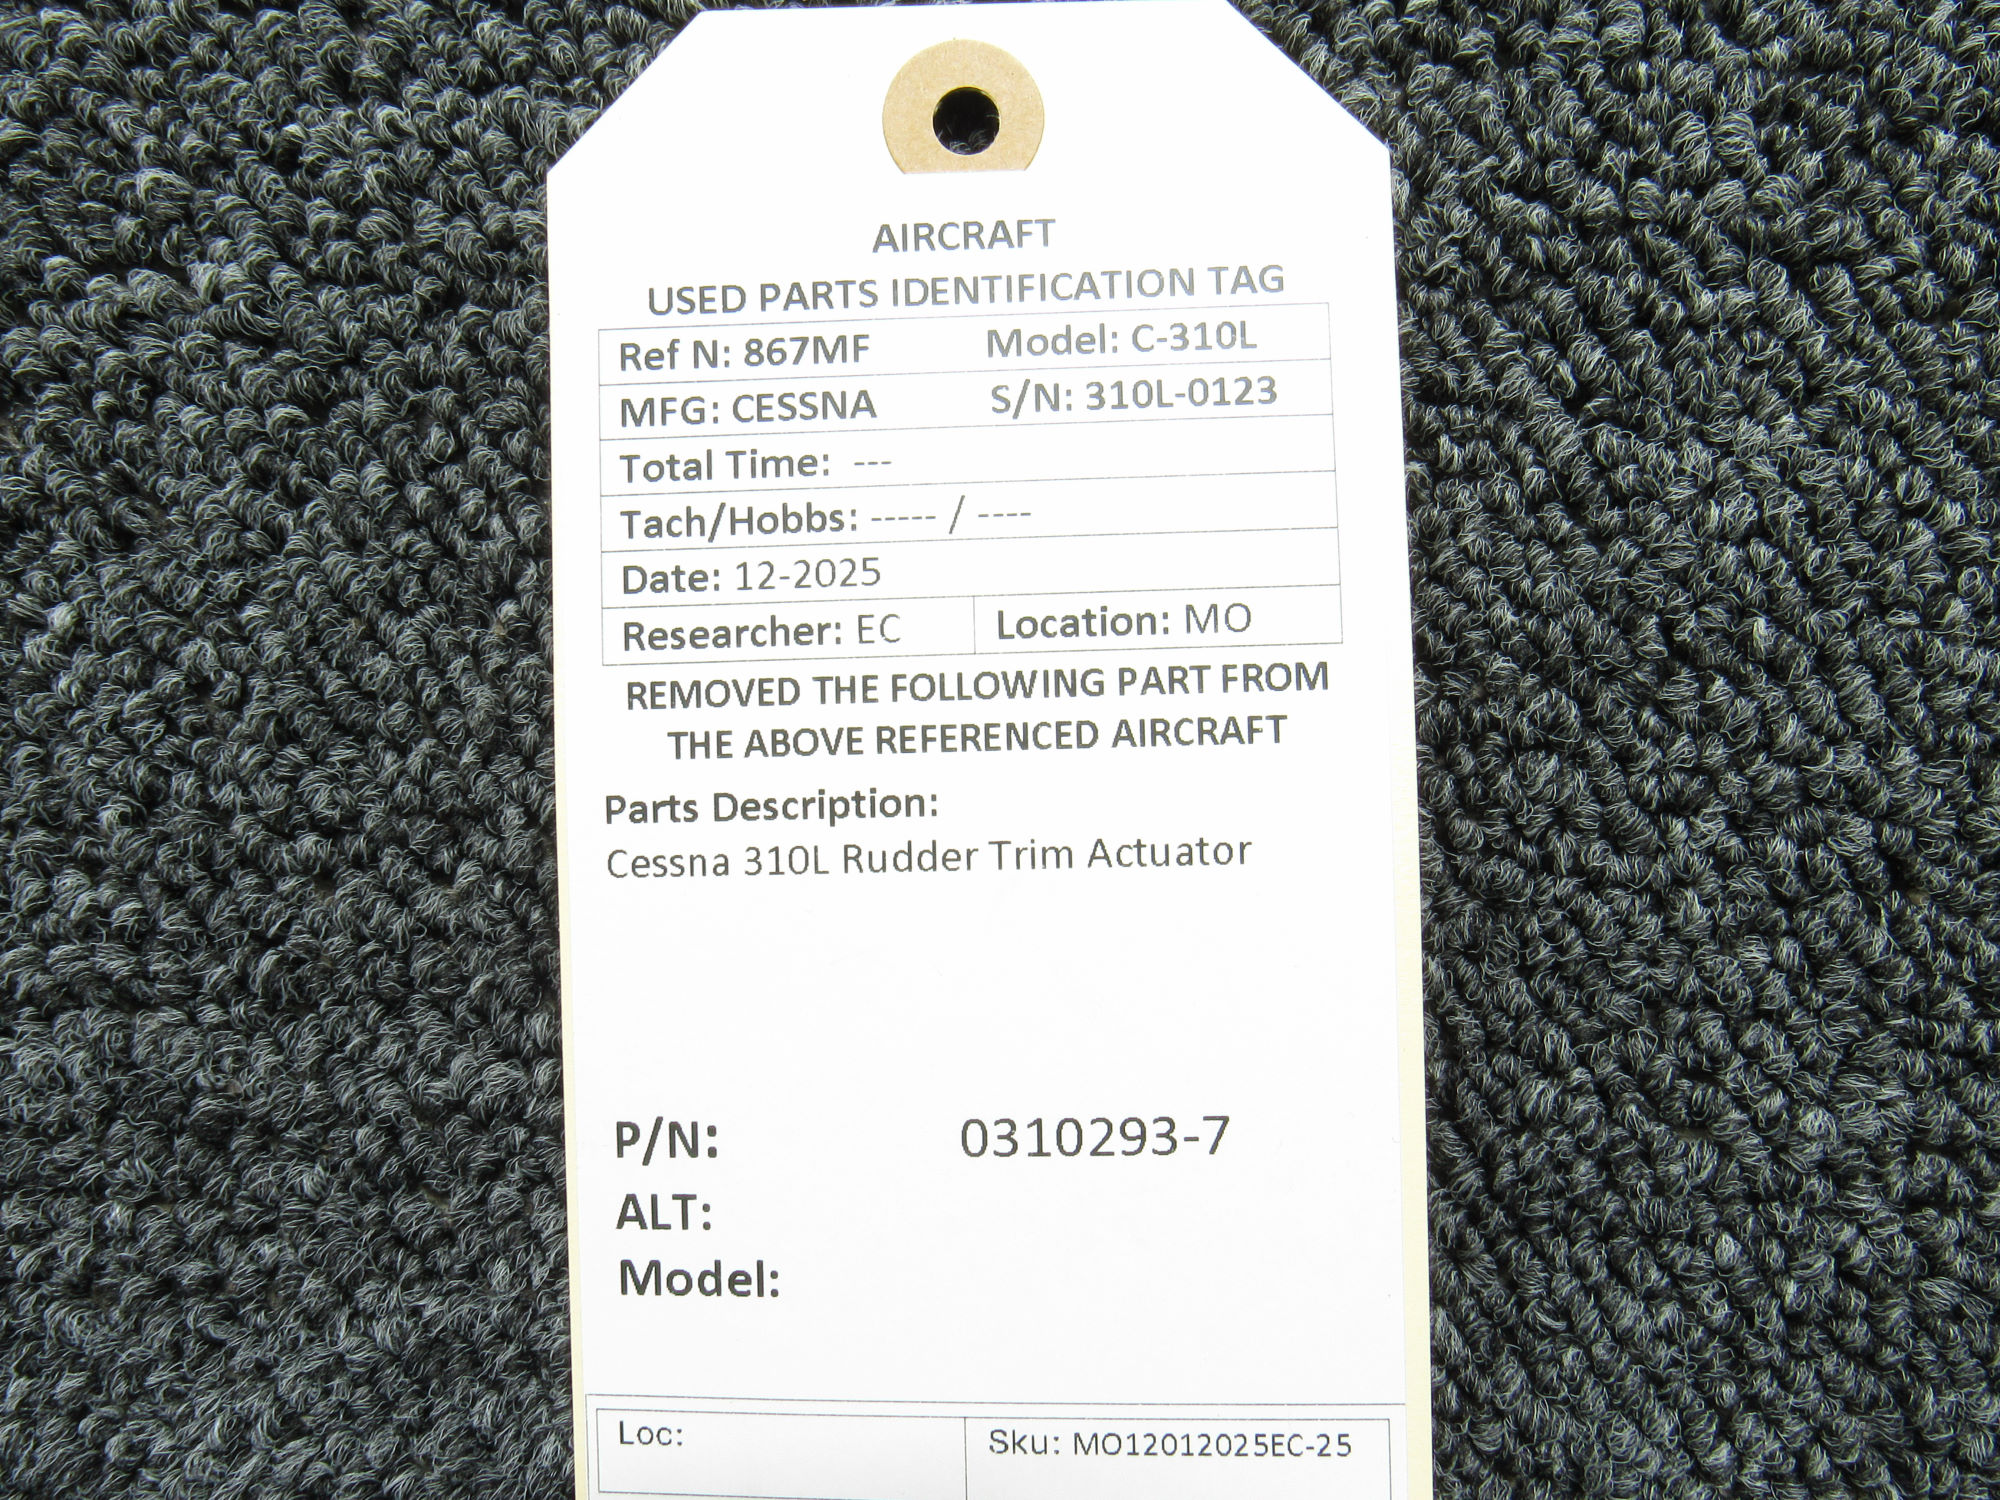 AIRCRAFT
USED PARTS IDENTIFICATION TAG
Ref N: 867MF Model: C-310L
MFG: CESSNA S/N: 310L-0123
Total Time: ---
Tach/Hobbs: ----- / ----
Date: 12-2025
Researcher: EC Location: MO
REMOVED THE FOLLOWING PART FROM
THE ABOVE REFERENCED AIRCRAFT
Parts Description:
Cessna 310L Rudder Trim Actuator
P/N: 0310293-7
ALT:
Model:
Loc: Sku: MO12012025EC-25